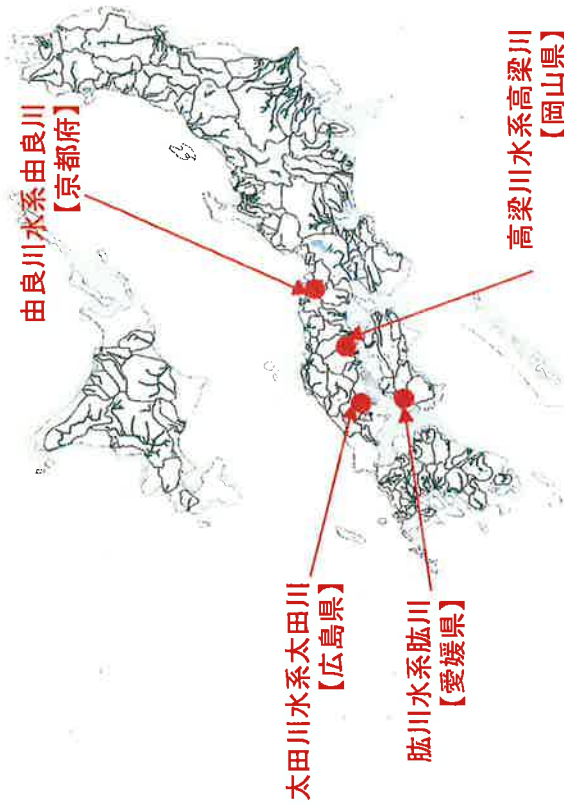 由良川水系由良川
【京都府】
高梁川水系高梁川
【岡山県】
太田川水系太田川
【広島県】
肱川水系肱川
【愛媛県】